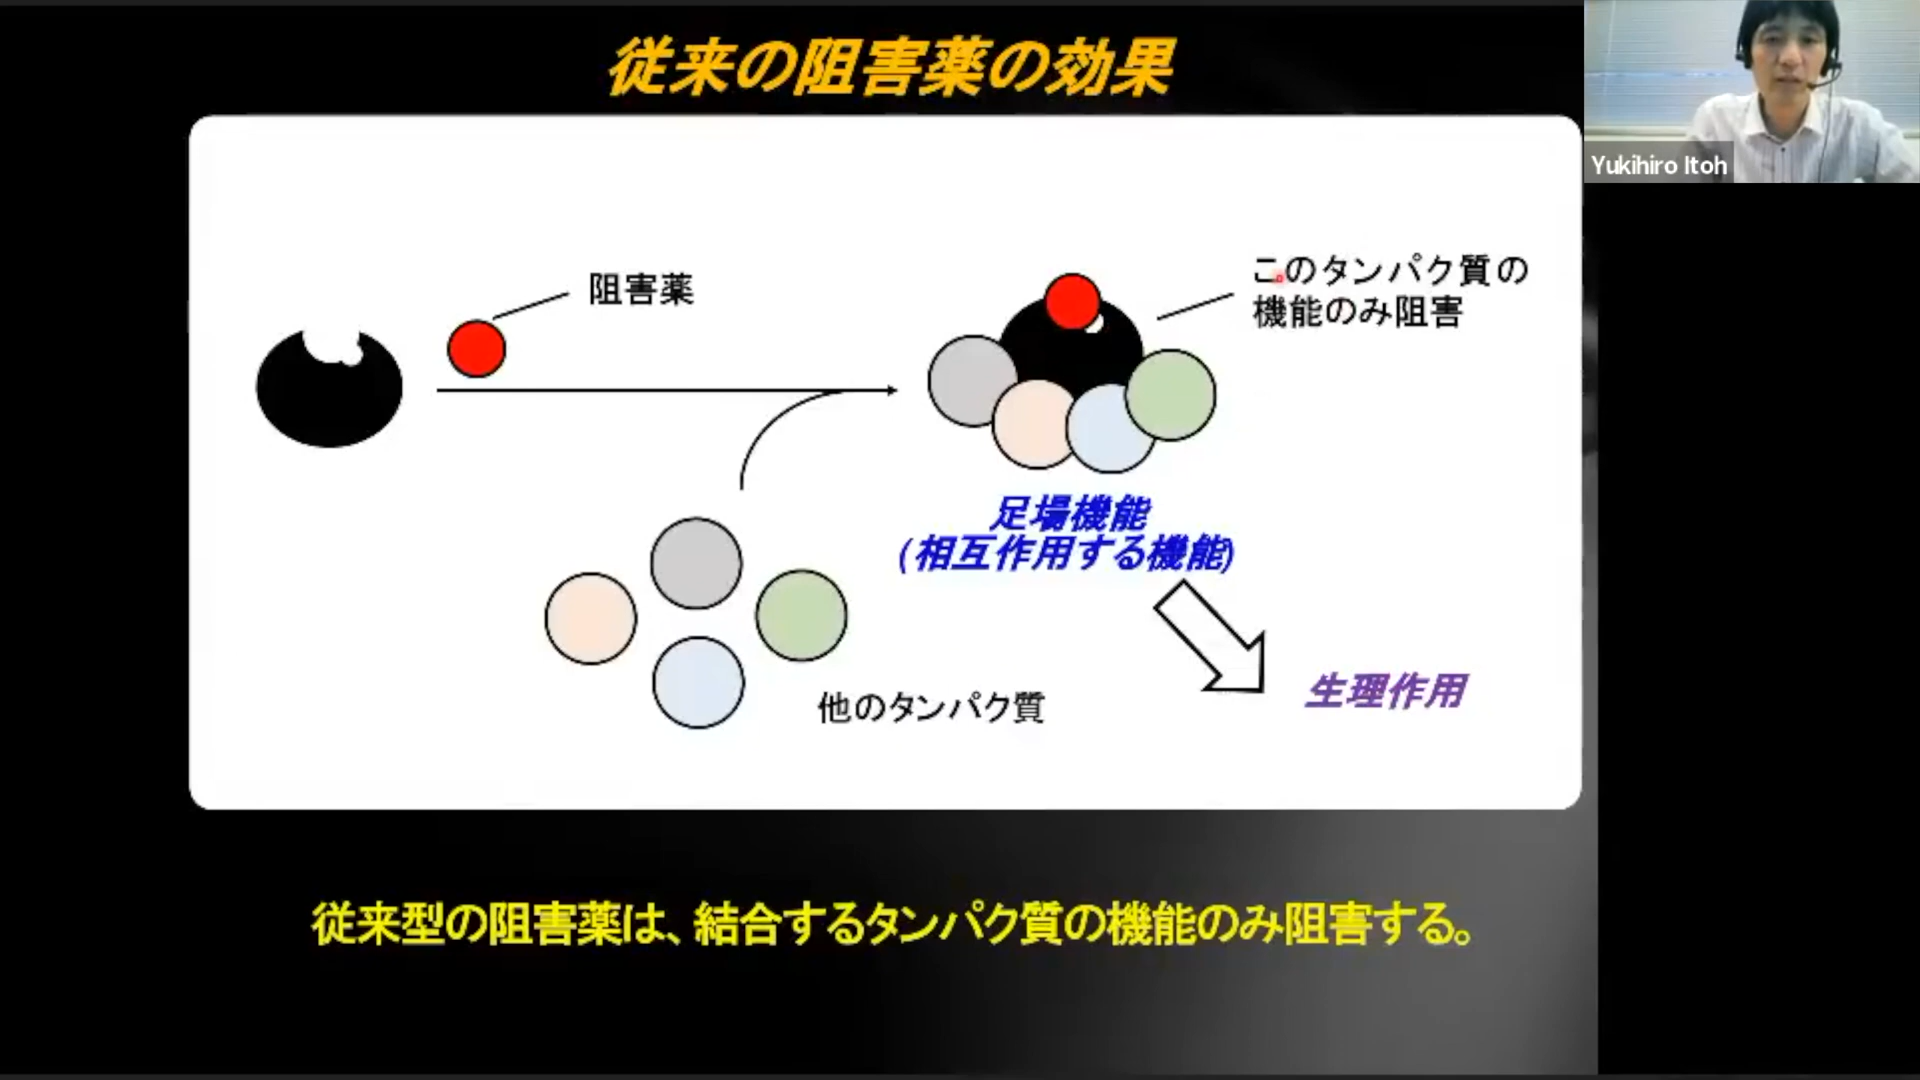 従来の阻害薬の効果
Yukihiro Itoh
阻害薬
このタンパク質の
機能のみ阻害
足場機能
(相互作用する機能)
生理作用
他のタンパク質
従来型の阻害薬は、結合するタンパク質の機能のみ阻害する。